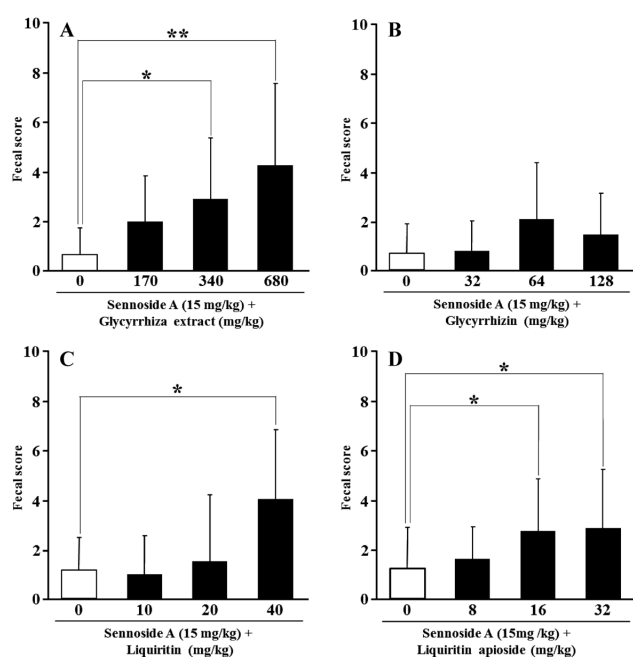 A
10
**
8
*
6
Fecal score
4
2
0
0 170 340 680
Sennoside A (15 mg/kg) +
Glycyrrhiza extract (mg/kg)
B
10
8
6
Fecal score
4
2
0
0 32 64 128
Sennoside A (15 mg/kg) +
Glycyrrhizin (mg/kg)
C
10
*
8
6
Fecal score
4
2
0
0 10 20 40
Sennoside A (15 mg/kg) +
Liquiritin (mg/kg)
D
10
*
8
*
6
Fecal score
4
2
0
0 8 16 32
Sennoside A (15mg /kg) +
Liquiritin apioside (mg/kg)